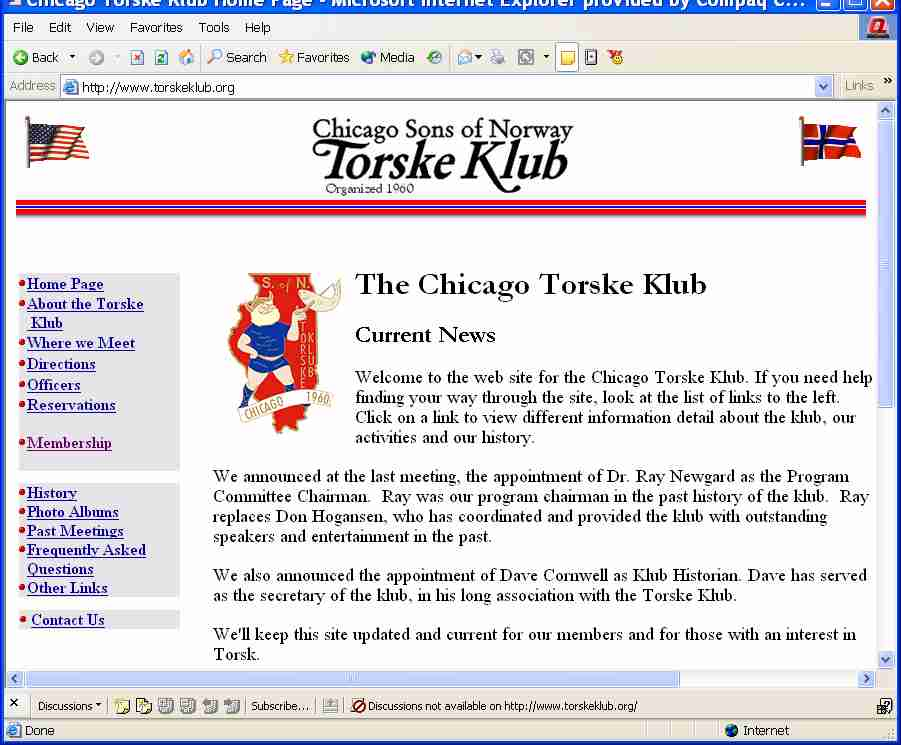 Chicago Torske Klub Home Page - Microsoft Internet Explorer provided by Compaq C...
File Edit View Favorites Tools Help
Back Search Favorites Media
Address http://www.torskeklub.org Links »
Chicago Sons of Norway
Torske Klub
Organized 1960
Home Page
About the Torske
Klub
Where we Meet
Directions
Officers
Reservations
Membership
History
Photo Albums
Past Meetings
Frequently Asked
Questions
Other Links
Contact Us
S. of N.
TORSKE
KLUB
CHICAGO 1960
The Chicago Torske Klub
Current News
Welcome to the web site for the Chicago Torske Klub. If you need help
finding your way through the site, look at the list of links to the left.
Click on a link to view different information detail about the klub, our
activities and our history.
We announced at the last meeting, the appointment of Dr. Ray Newgard as the Program
Committee Chairman.  Ray was our program chairman in the past history of the klub.  Ray
replaces Don Hogansen, who has coordinated and provided the klub with outstanding
speakers and entertainment in the past.
We also announced the appointment of Dave Cornwell as Klub Historian. Dave has served
as the secretary of the klub, in his long association with the Torske Klub.
We'll keep this site updated and current for our members and for those with an interest in
Torsk.
Discussions Subscribe... Discussions not available on http://www.torskeklub.org/
Done Internet